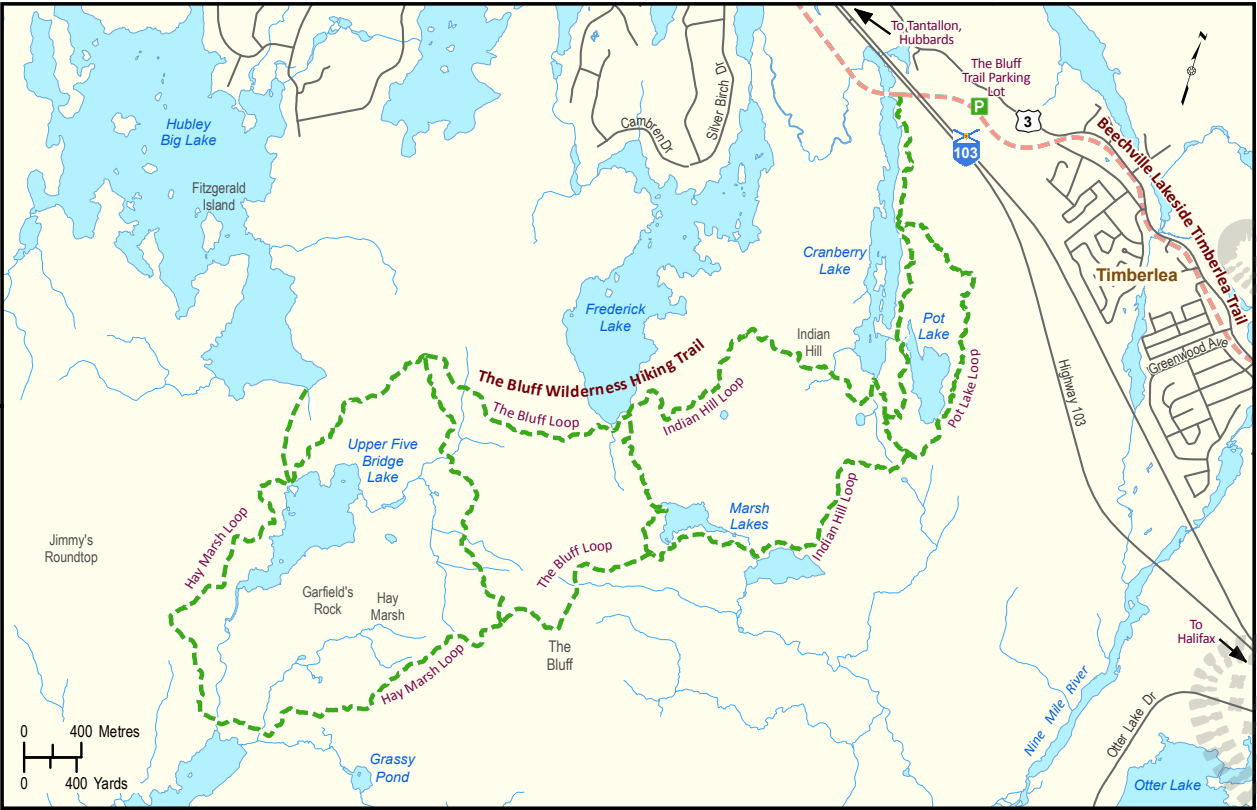 To Tantallon,
Hubbards
N
The Bluff
Trail Parking
Lot
P
3
103
Silver Birch Dr
Cambren Dr
Hubley
Big Lake
Fitzgerald
Island
Beechville Lakeside Timberlea Trail
Cranberry
Lake
Timberlea
Frederick
Lake
Pot
Lake
Indian
Hill
Greenwood Ave
The Bluff Wilderness Hiking Trail
The Bluff Loop
Indian Hill Loop
Pot Lake Loop
Highway 103
Upper Five
Bridge
Lake
Marsh
Lakes
Indian Hill Loop
Hay Marsh Loop
Jimmy's
Roundtop
The Bluff Loop
Garfield's
Rock
Hay
Marsh
The
Bluff
Hay Marsh Loop
To
Halifax
Nine Mile River
Otter Lake Dr
0 400 Metres
0 400 Yards
Grassy
Pond
Otter Lake